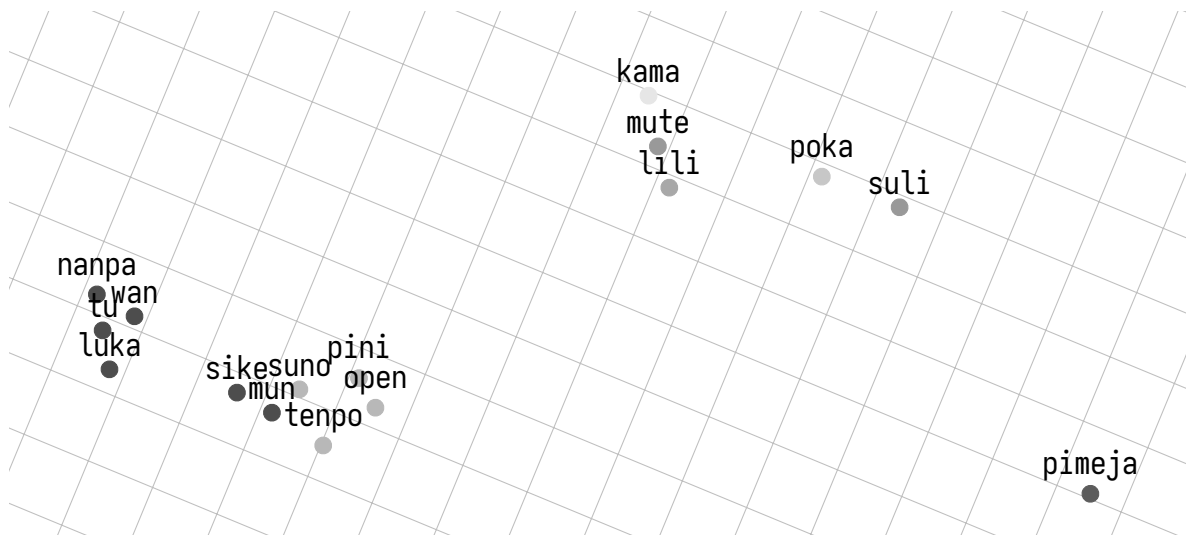 kama
mute
poka
lili
suli
nanpa
wan
tu
luka
pini
suno
sike
open
mun
tenpo
pimeja